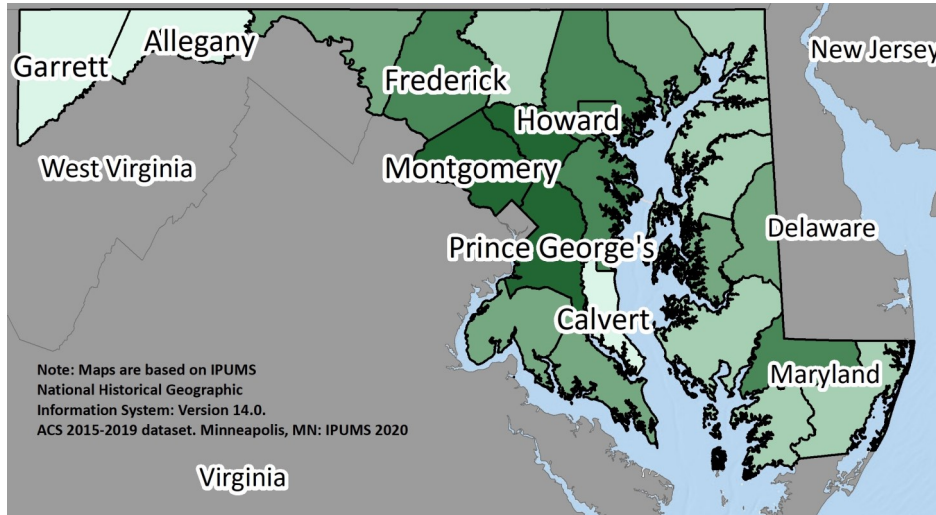 New Jersey
Allegany
Garrett
Frederick
Howard
West Virginia
Montgomery
Delaware
Prince George's
Calvert
Maryland
Note: Maps are based on IPUMS
National Historical Geographic
Information System: Version 14.0.
ACS 2015-2019 dataset. Minneapolis, MN: IPUMS 2020
Virginia